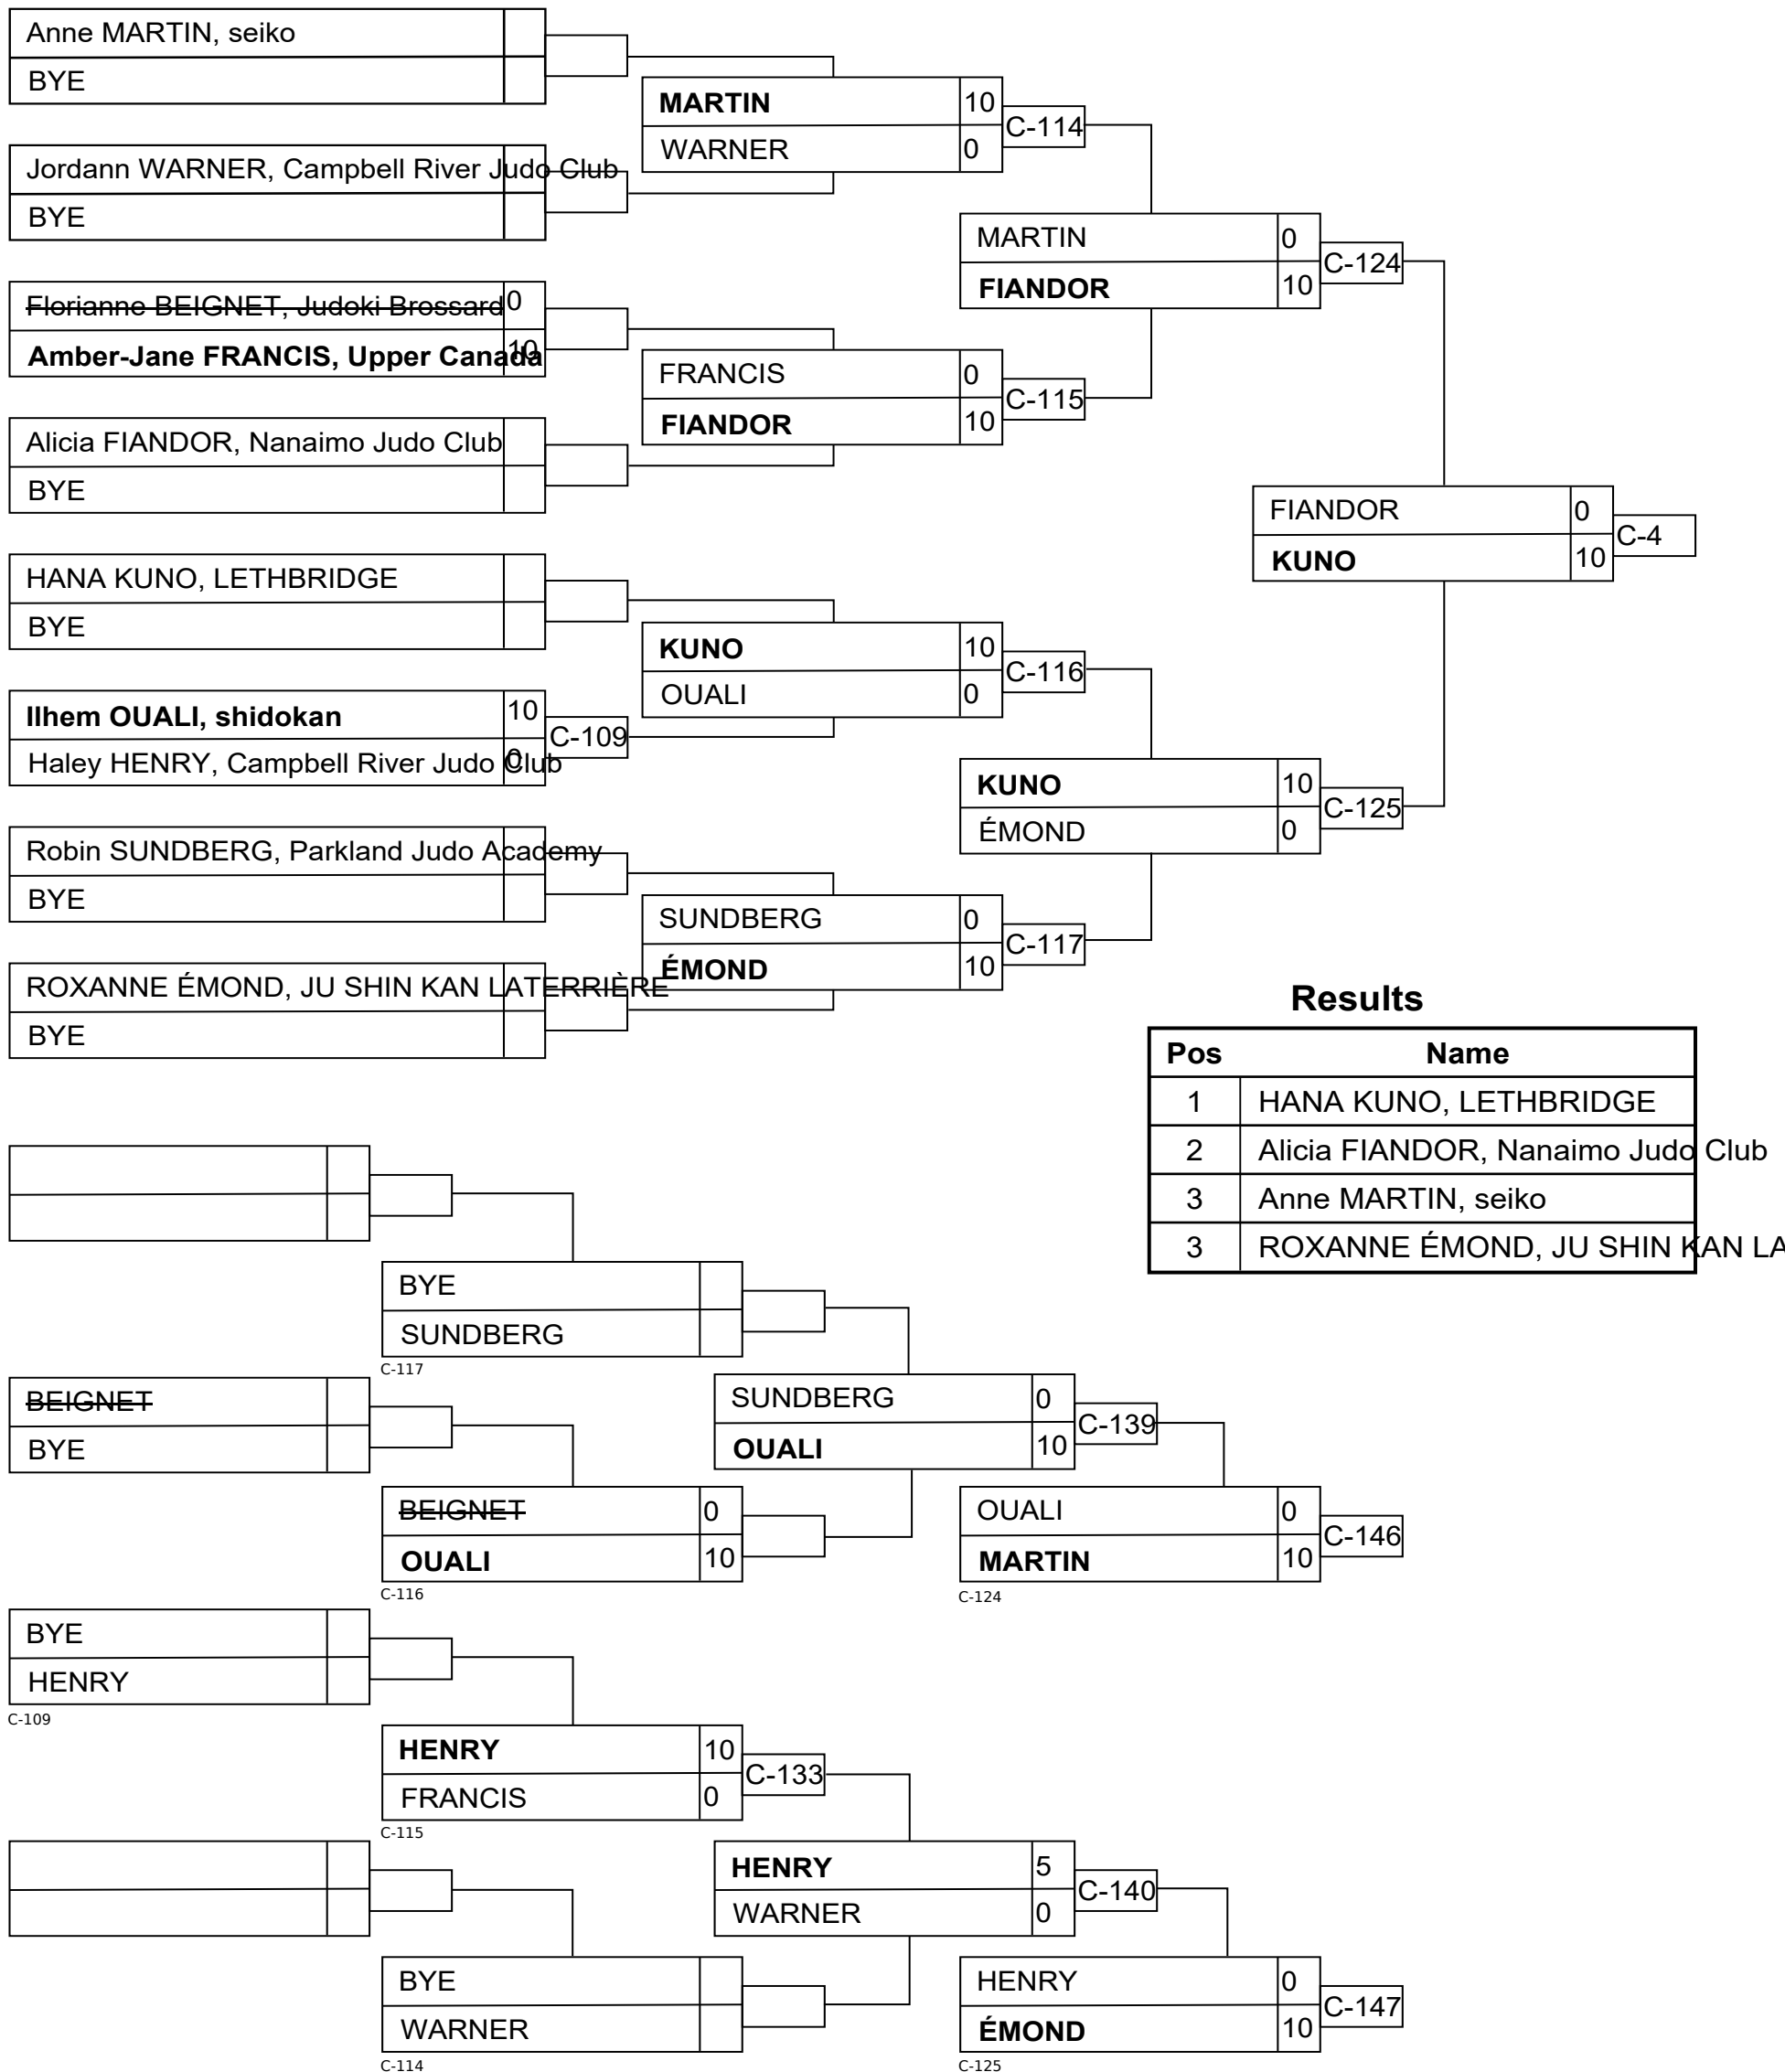 Anne MARTIN, seiko
BYE
MARTIN 10
WARNER 0
C-114
Jordann WARNER, Campbell River Judo Club
BYE
MARTIN 0
FIANDOR 10
C-124
Florianne BEIGNET, Judoki Brossard 0
Amber-Jane FRANCIS, Upper Canada 10
FRANCIS 0
FIANDOR 10
C-115
Alicia FIANDOR, Nanaimo Judo Club
BYE
FIANDOR 0
KUNO 10
C-4
HANA KUNO, LETHBRIDGE
BYE
KUNO 10
OUALI 0
C-116
Ilhem OUALI, shidokan 10
Haley HENRY, Campbell River Judo Club 0
C-109
KUNO 10
ÉMOND 0
C-125
Robin SUNDBERG, Parkland Judo Academy
BYE
SUNDBERG 0
ÉMOND 10
C-117
ROXANNE ÉMOND, JU SHIN KAN LATERRIÈRE
BYE
Results
Pos Name
1 HANA KUNO, LETHBRIDGE
2 Alicia FIANDOR, Nanaimo Judo Club
3 Anne MARTIN, seiko
3 ROXANNE ÉMOND, JU SHIN KAN LA
BYE
SUNDBERG
C-117
BEIGNET
BYE
SUNDBERG 0
OUALI 10
C-139
BEIGNET 0
OUALI 10
C-116
OUALI 0
MARTIN 10
C-146
C-124
BYE
HENRY
C-109
HENRY 10
FRANCIS 0
C-133
C-115
HENRY 5
WARNER 0
C-140
BYE
WARNER
C-114
HENRY 0
ÉMOND 10
C-147
C-125